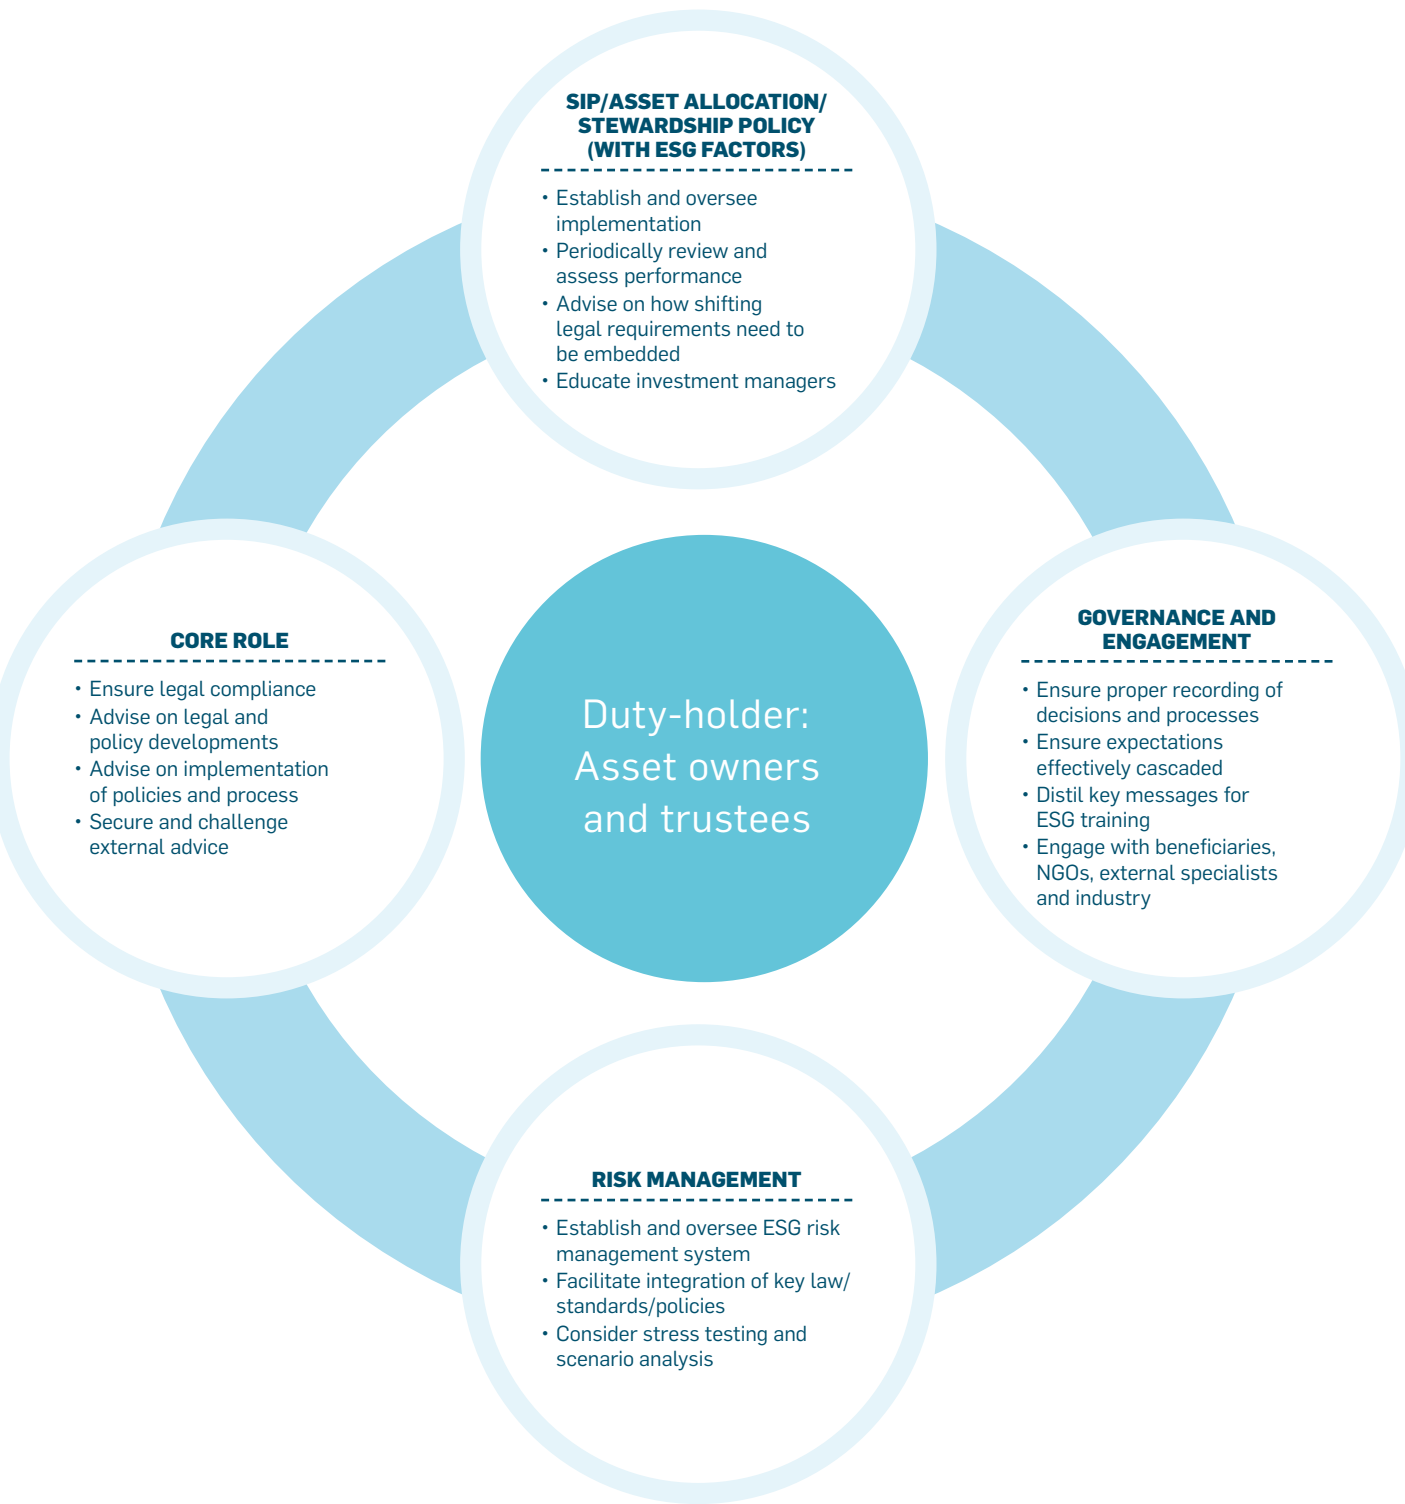 SIP/ASSET ALLOCATION/
STEWARDSHIP POLICY
(WITH ESG FACTORS)
• Establish and oversee
implementation
• Periodically review and
assess performance
• Advise on how shifting
legal requirements need to
be embedded
• Educate investment managers
CORE ROLE
• Ensure legal compliance
• Advise on legal and
policy developments
• Advise on implementation
of policies and process
• Secure and challenge
external advice
Duty-holder:
Asset owners
and trustees
GOVERNANCE AND
ENGAGEMENT
• Ensure proper recording of
decisions and processes
• Ensure expectations
effectively cascaded
• Distil key messages for
ESG training
• Engage with beneficiaries,
NGOs, external specialists
and industry
RISK MANAGEMENT
• Establish and oversee ESG risk
management system
• Facilitate integration of key law/
standards/policies
• Consider stress testing and
scenario analysis